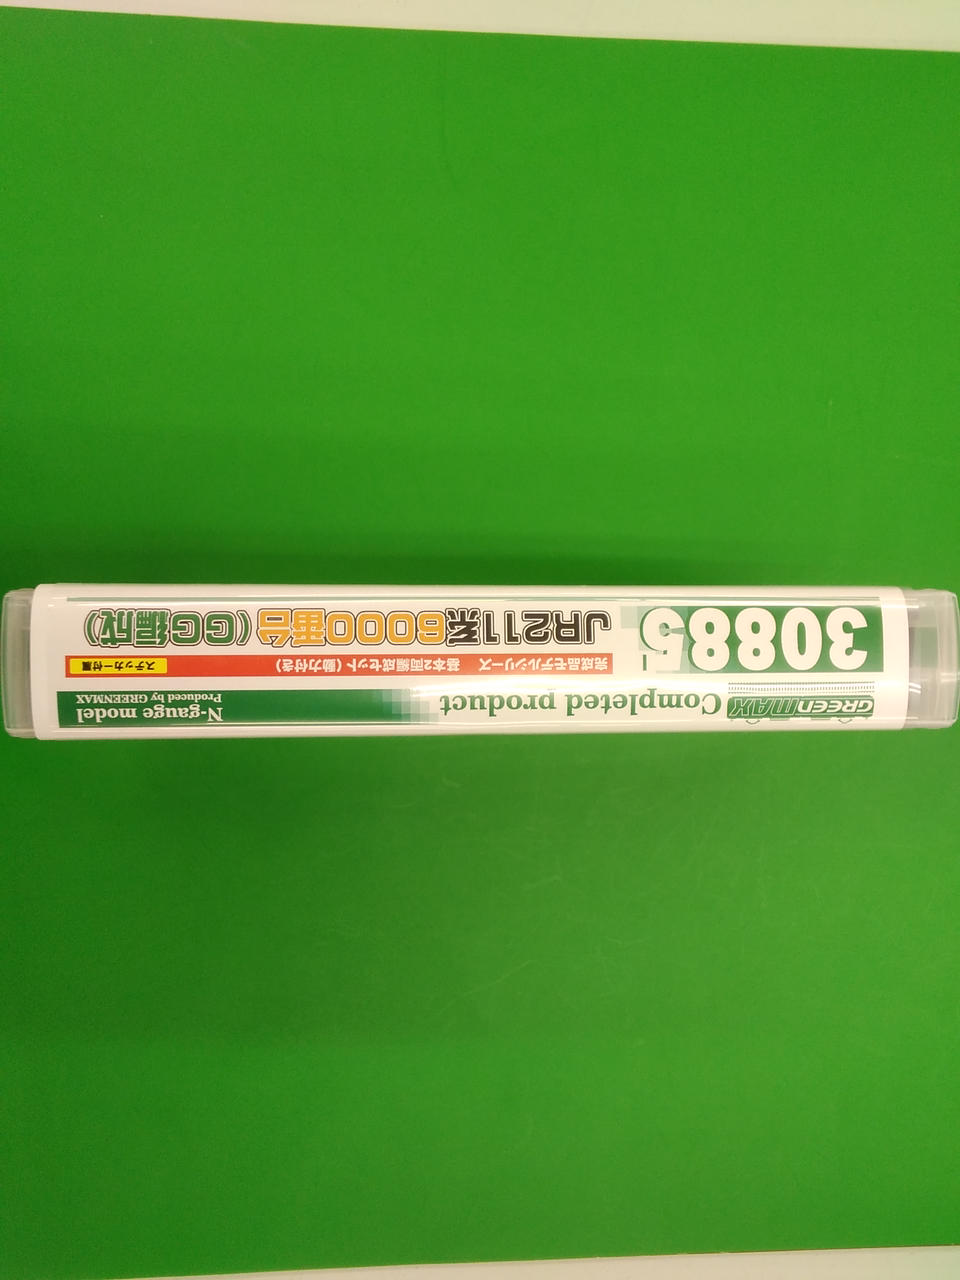 GREENMAX Completed product
N-gauge model
Produced by GREENMAX
30885
完成品モデルシリーズ 基本2両編成セット(動力付き)
ステッカー付属
JR211系6000番台(GG編成)